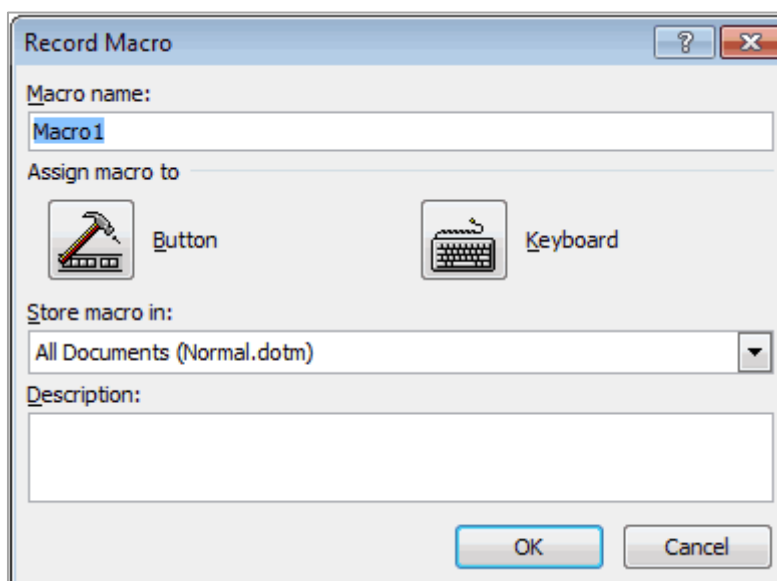 Record Macro
Macro name:
Macro1
Assign macro to
Button Keyboard
Store macro in:
All Documents (Normal.dotm)
Description:
OK Cancel